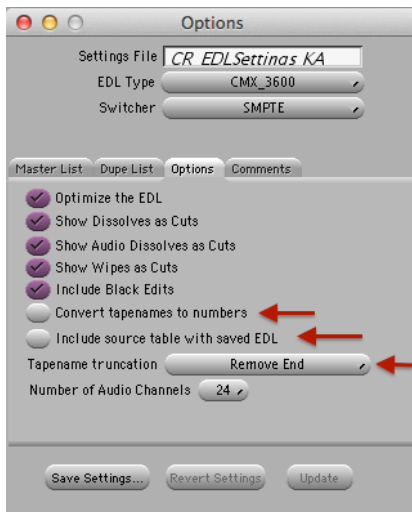 Options
Settings File CR EDLSettings KA
EDL Type CMX_3600
Switcher SMPTE
Master List Dupe List Options Comments
Optimize the EDL
Show Dissolves as Cuts
Show Audio Dissolves as Cuts
Show Wipes as Cuts
Include Black Edits
Convert tapenames to numbers
Include source table with saved EDL
Tapename truncation Remove End
Number of Audio Channels 24
Save Settings... Revert Settings Update